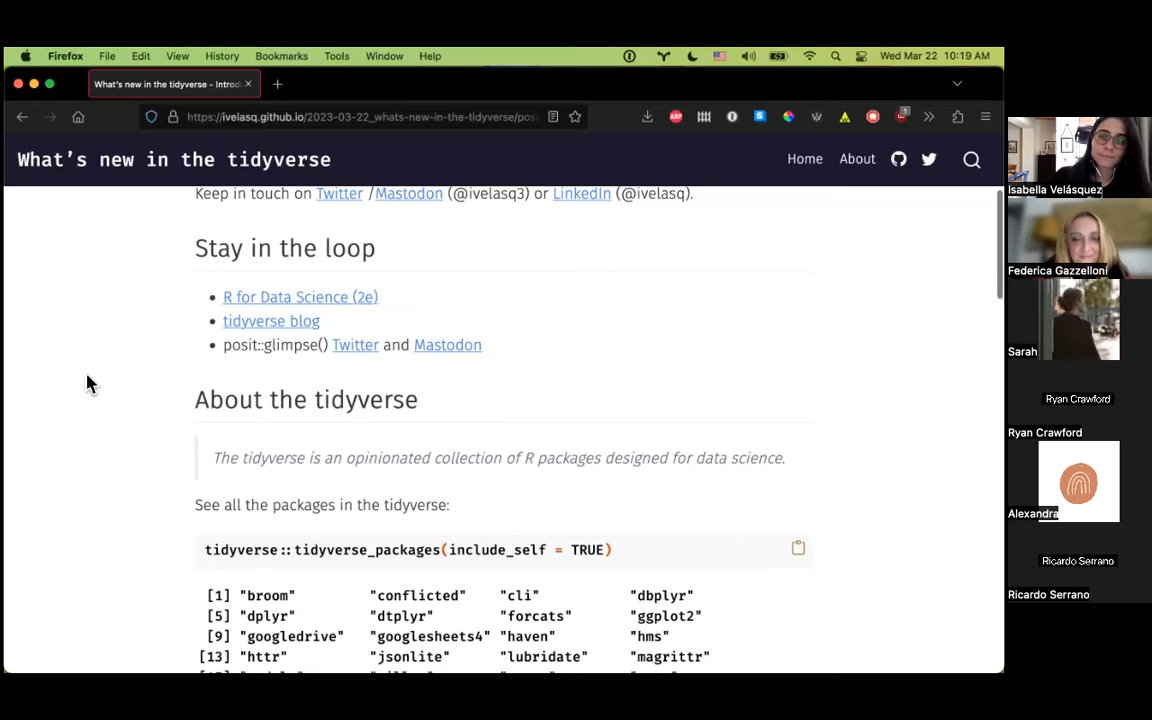 Firefox File Edit View History Bookmarks Tools Window Help Wed Mar 22 10:19 AM
What's new in the tidyverse - Introdu
https://ivelasq.github.io/2023-03-22_whats-new-in-the-tidyverse/pos
What's new in the tidyverse Home About
Keep in touch on Twitter /Mastodon (@ivelasq3) or LinkedIn (@ivelasq).
Stay in the loop
• R for Data Science (2e)
• tidyverse blog
• posit::glimpse() Twitter and Mastodon
About the tidyverse
The tidyverse is an opinionated collection of R packages designed for data science.
See all the packages in the tidyverse:
tidyverse::tidyverse_packages(include_self = TRUE)
[1] "broom" "conflicted" "cli" "dbplyr"
[5] "dplyr" "dtplyr" "forcats" "ggplot2"
[9] "googledrive" "googlesheets4" "haven" "hms"
[13] "httr" "jsonlite" "lubridate" "magrittr"
Isabella Velásquez
Federica Gazzelloni
Sarah
Ryan Crawford
Ryan Crawford
Alexandra
Ricardo Serrano
Ricardo Serrano